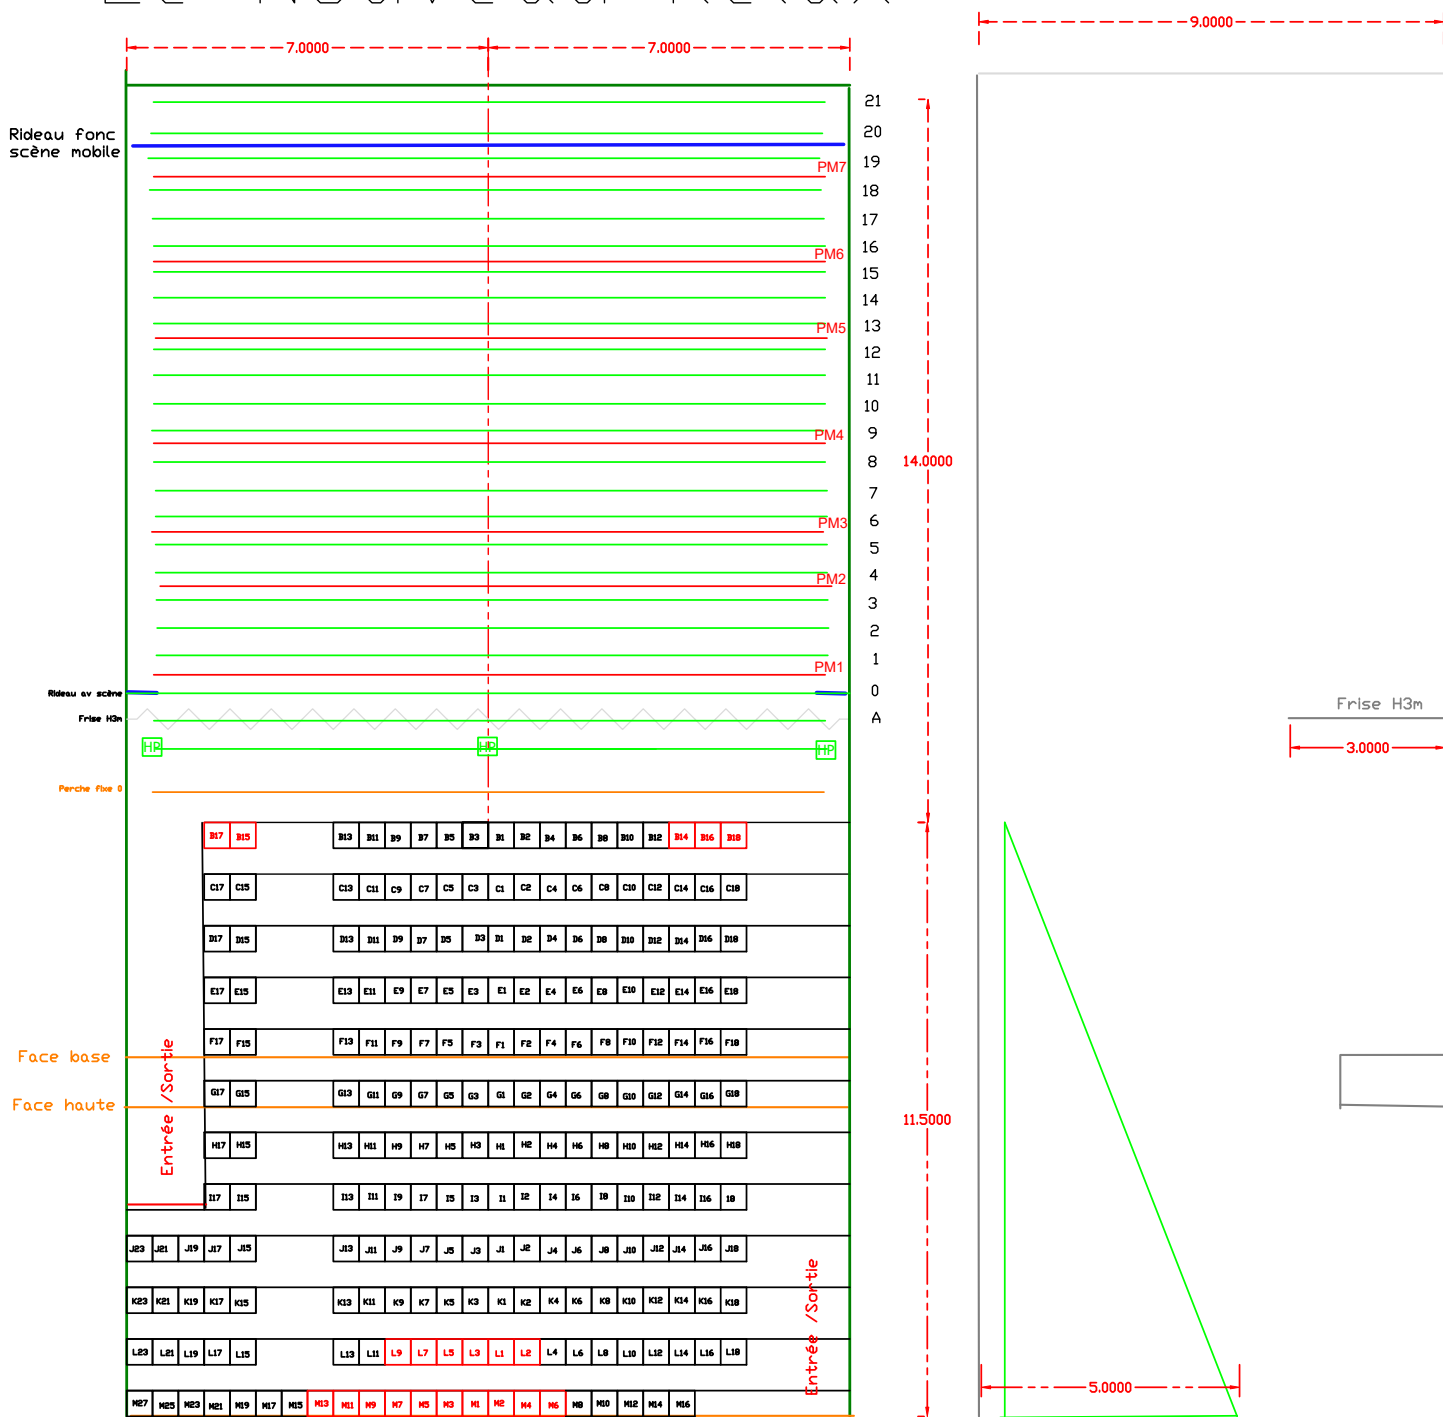 9.0000
7.0000 7.0000
21
Rideau fonc
scène mobile
20
19
PM7
18
17
16
PM6
15
14
13
PM5
12
11
10
9
PM4
8
14.0000
7
6
PM3
5
4
PM2
3
2
1
PM1
Rideau av scène
0
Frise H3m
A
Frise H3m
HP HP HP
3.0000
Perche fixe 0
B17 B15 B13 B11 B9 B7 B5 B3 B1 B2 B4 B6 B8 B10 B12 B14 B16 B18
C17 C15 C13 C11 C9 C7 C5 C3 C1 C2 C4 C6 C8 C10 C12 C14 C16 C18
D17 D15 D13 D11 D9 D7 D5 D3 D1 D2 D4 D6 D8 D10 D12 D14 D16 D18
E17 E15 E13 E11 E9 E7 E5 E3 E1 E2 E4 E6 E8 E10 E12 E14 E16 E18
F17 F15 F13 F11 F9 F7 F5 F3 F1 F2 F4 F6 F8 F10 F12 F14 F16 F18
Face base
G17 G15 G13 G11 G9 G7 G5 G3 G1 G2 G4 G6 G8 G10 G12 G14 G16 G18
Face haute
Entrée /Sortie
11.5000
H17 H15 H13 H11 H9 H7 H5 H3 H1 H2 H4 H6 H8 H10 H12 H14 H16 H18
I17 I15 I13 I11 I9 I7 I5 I3 I1 I2 I4 I6 I8 I10 I12 I14 I16 18
J23 J21 J19 J17 J15 J13 J11 J9 J7 J5 J3 J1 J2 J4 J6 J8 J10 J12 J14 J16 J18
K23 K21 K19 K17 K15 K13 K11 K9 K7 K5 K3 K1 K2 K4 K6 K8 K10 K12 K14 K16 K18
Entrée /Sortie
L23 L21 L19 L17 L15 L13 L11 L9 L7 L5 L3 L1 L2 L4 L6 L8 L10 L12 L14 L16 L18
5.0000
M27 M25 M23 M21 M19 M17 M15 M13 M11 M9 M7 M5 M3 M1 M2 M4 M6 M8 M10 M12 M14 M16